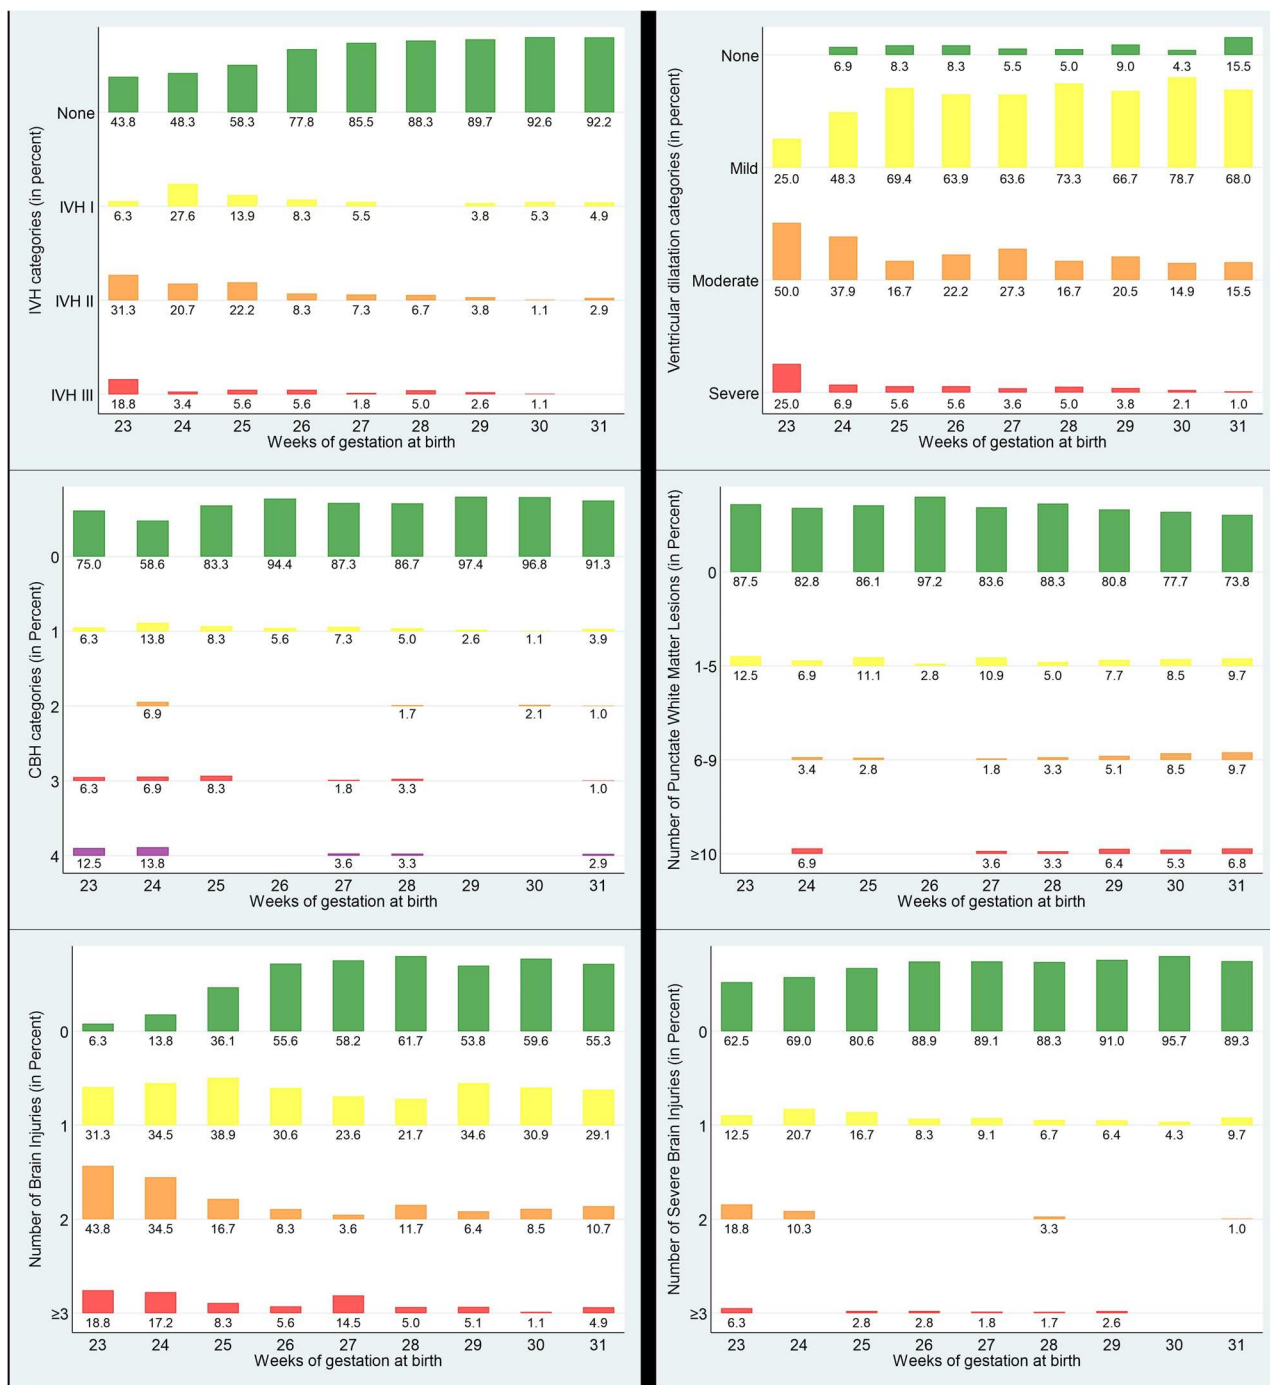 IVH categories (in percent)
None
43.8 48.3 58.3 77.8 85.5 88.3 89.7 92.6 92.2
IVH I
6.3 27.6 13.9 8.3 5.5 3.8 5.3 4.9
IVH II
31.3 20.7 22.2 8.3 7.3 6.7 3.8 1.1 2.9
IVH III
18.8 3.4 5.6 5.6 1.8 5.0 2.6 1.1
23 24 25 26 27 28 29 30 31
Weeks of gestation at birth
Ventricular dilatation categories (in percent)
None
6.9 8.3 8.3 5.5 5.0 9.0 4.3 15.5
Mild
25.0 48.3 69.4 63.9 63.6 73.3 66.7 78.7 68.0
Moderate
50.0 37.9 16.7 22.2 27.3 16.7 20.5 14.9 15.5
Severe
25.0 6.9 5.6 5.6 3.6 5.0 3.8 2.1 1.0
23 24 25 26 27 28 29 30 31
Weeks of gestation at birth
CBH categories (in Percent)
0
75.0 58.6 83.3 94.4 87.3 86.7 97.4 96.8 91.3
1
6.3 13.8 8.3 5.6 7.3 5.0 2.6 1.1 3.9
2
6.9 1.7 2.1 1.0
3
6.3 6.9 8.3 1.8 3.3 1.0
4
12.5 13.8 3.6 3.3 2.9
23 24 25 26 27 28 29 30 31
Weeks of gestation at birth
Number of Punctate White Matter Lesions (in Percent)
0
87.5 82.8 86.1 97.2 83.6 88.3 80.8 77.7 73.8
1-5
12.5 6.9 11.1 2.8 10.9 5.0 7.7 8.5 9.7
6-9
3.4 2.8 1.8 3.3 5.1 8.5 9.7
≥10
6.9 3.6 3.3 6.4 5.3 6.8
23 24 25 26 27 28 29 30 31
Weeks of gestation at birth
Number of Brain Injuries (in Percent)
0
6.3 13.8 36.1 55.6 58.2 61.7 53.8 59.6 55.3
1
31.3 34.5 38.9 30.6 23.6 21.7 34.6 30.9 29.1
2
43.8 34.5 16.7 8.3 3.6 11.7 6.4 8.5 10.7
≥3
18.8 17.2 8.3 5.6 14.5 5.0 5.1 1.1 4.9
23 24 25 26 27 28 29 30 31
Weeks of gestation at birth
Number of Severe Brain Injuries (in Percent)
0
62.5 69.0 80.6 88.9 89.1 88.3 91.0 95.7 89.3
1
12.5 20.7 16.7 8.3 9.1 6.7 6.4 4.3 9.7
2
18.8 10.3 3.3 1.0
≥3
6.3 2.8 2.8 1.8 1.7 2.6
23 24 25 26 27 28 29 30 31
Weeks of gestation at birth